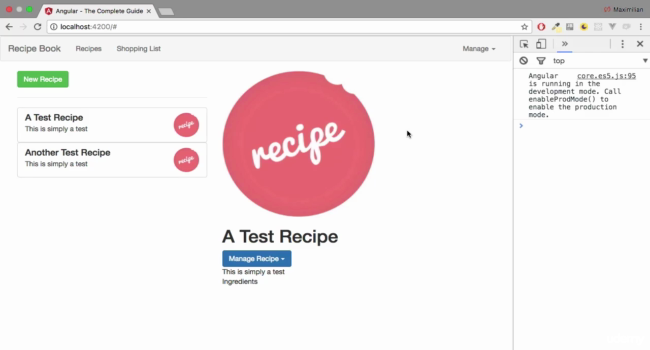 Angular - The Complete Guide
Maximilian
localhost:4200/#
Recipe Book
Recipes
Shopping List
Manage
New Recipe
A Test Recipe
This is simply a test
recipe
Another Test Recipe
This is simply a test
recipe
recipe
A Test Recipe
Manage Recipe
This is simply a test
Ingredients
top
Angular core.es5.js:95
is running in the
development mode. Call
enableProdMode() to
enable the production
mode.